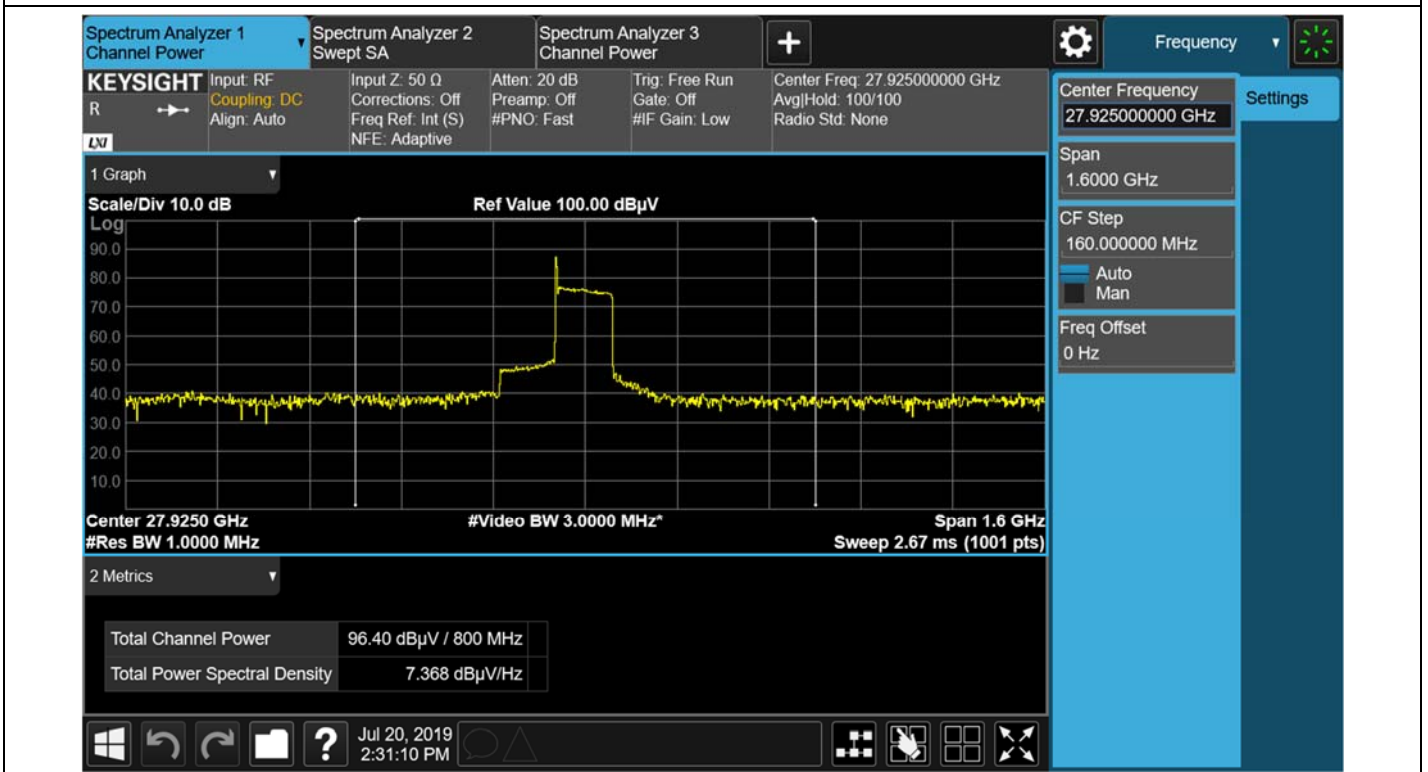 Spectrum Analyzer 1
Channel Power
Spectrum Analyzer 2
Swept SA
Spectrum Analyzer 3
Channel Power
Frequency
KEYSIGHT
R
LXI
Input: RF
Coupling: DC
Align: Auto
Input Z: 50 Ω
Corrections: Off
Freq Ref: Int (S)
NFE: Adaptive
Atten: 20 dB
Preamp: Off
#PNO: Fast
Trig: Free Run
Gate: Off
#IF Gain: Low
Center Freq: 27.925000000 GHz
Avg|Hold: 100/100
Radio Std: None
Center Frequency
27.925000000 GHz
Settings
Span
1.6000 GHz
CF Step
160.000000 MHz
Auto
Man
Freq Offset
0 Hz
1 Graph
Scale/Div 10.0 dB
Ref Value 100.00 dBµV
Log
90.0
80.0
70.0
60.0
50.0
40.0
30.0
20.0
10.0
Center 27.9250 GHz
#Video BW 3.0000 MHz*
Span 1.6 GHz
#Res BW 1.0000 MHz
Sweep 2.67 ms (1001 pts)
2 Metrics
Total Channel Power 96.40 dBµV / 800 MHz
Total Power Spectral Density 7.368 dBµV/Hz
?
Jul 20, 2019
2:31:10 PM